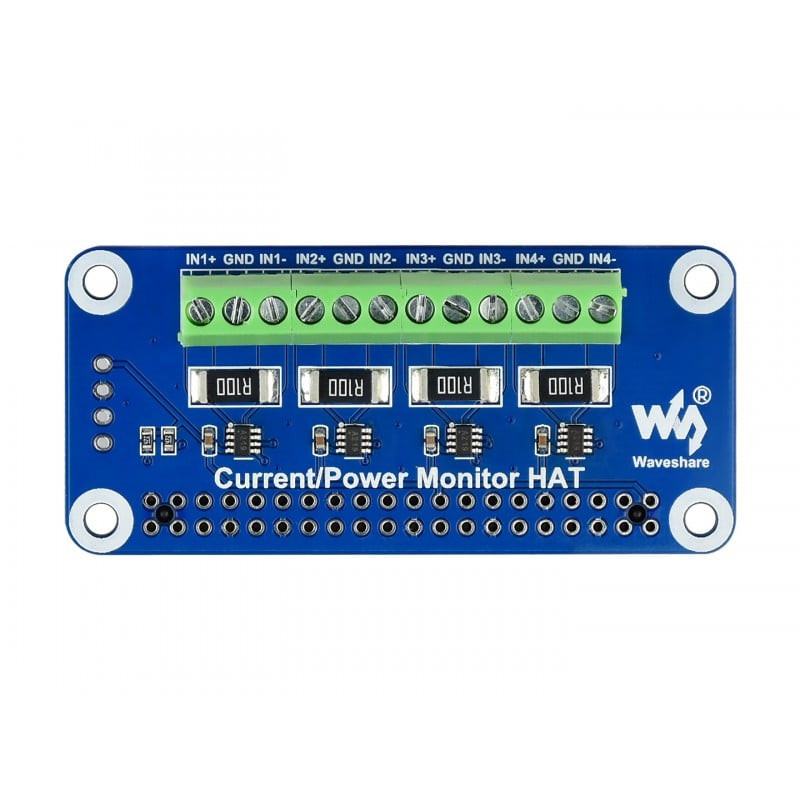 IN1+ GND IN1- IN2+ GND IN2- IN3+ GND IN3- IN4+ GND IN4-
R100 R100 R100 R100
®
Waveshare
Current/Power Monitor HAT